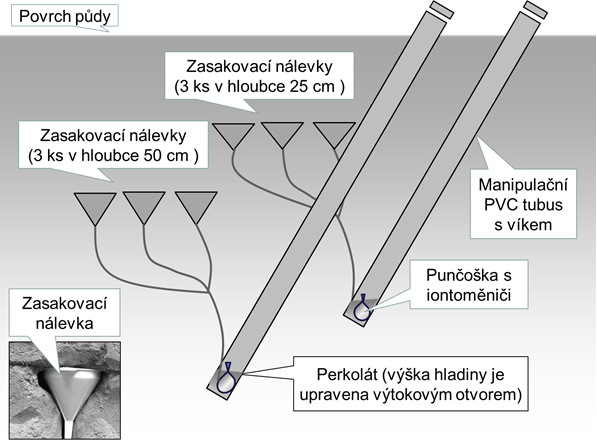 Povrch půdy
Zasakovací nálevky
(3 ks v hloubce 25 cm )
Zasakovací nálevky
(3 ks v hloubce 50 cm )
Manipulační
PVC tubus
s víkem
Punčoška s
iontoměniči
Zasakovací
nálevka
Perkolát (výška hladiny je
upravena výtokovým otvorem)